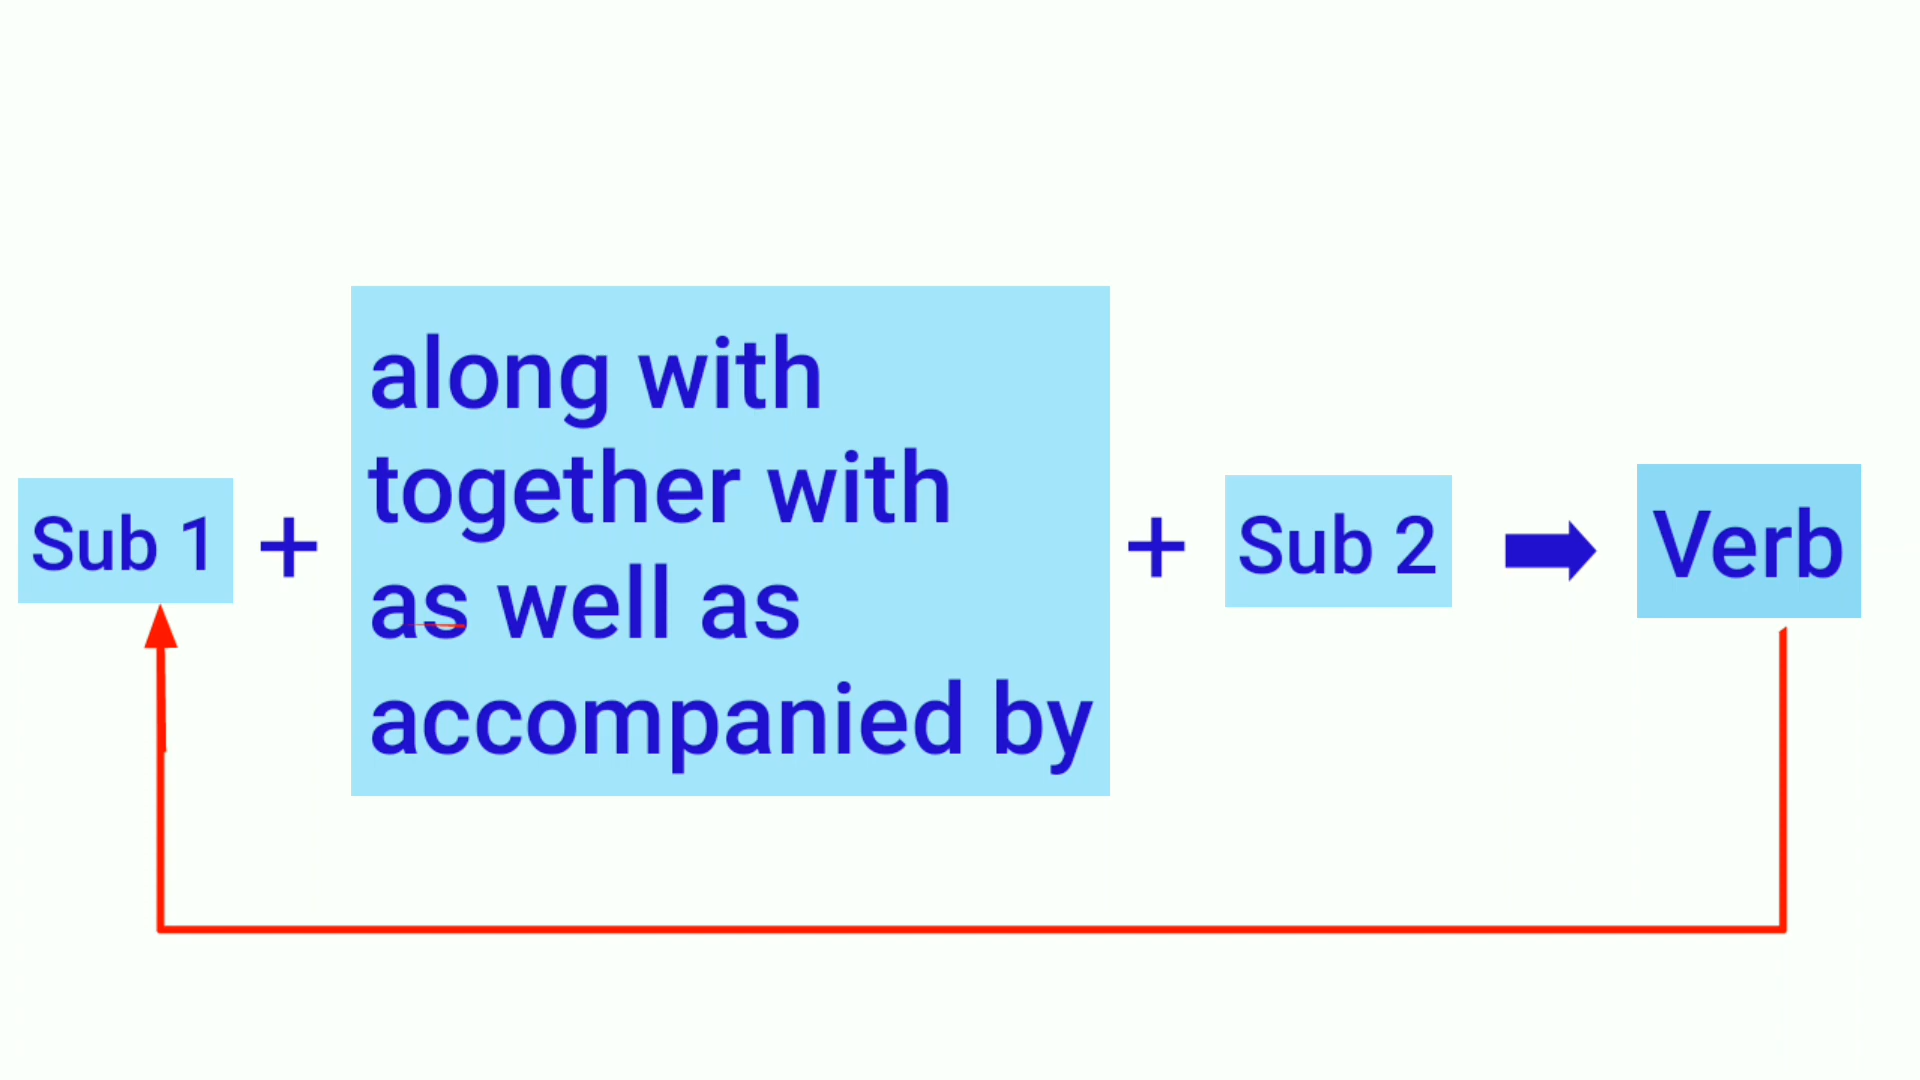 Sub 1 +
along with
together with
as well as
accompanied by
+ Sub 2 ➡ Verb